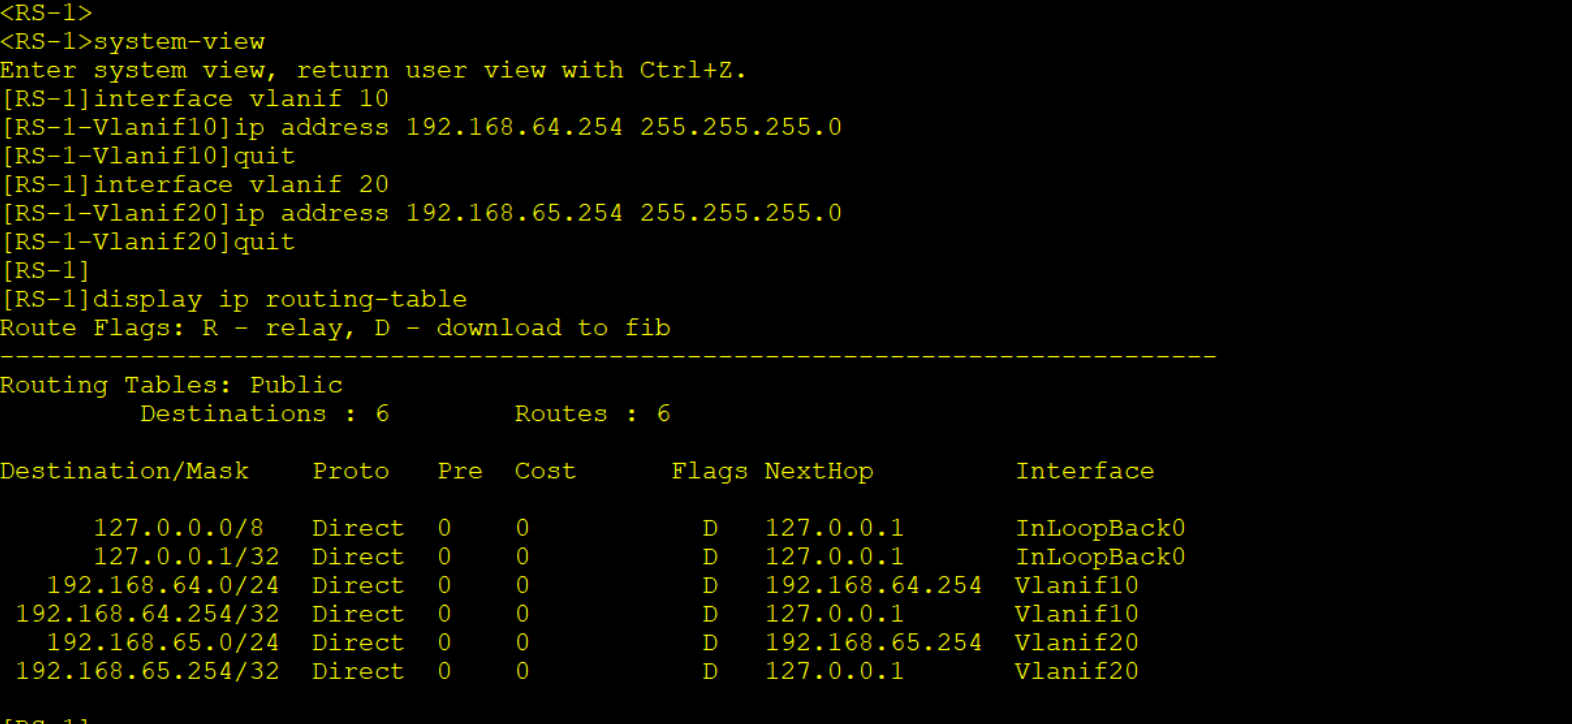 <RS-1>
<RS-1>system-view
Enter system view, return user view with Ctrl+Z.
[RS-1]interface vlanif 10
[RS-1-Vlanif10]ip address 192.168.64.254 255.255.255.0
[RS-1-Vlanif10]quit
[RS-1]interface vlanif 20
[RS-1-Vlanif20]ip address 192.168.65.254 255.255.255.0
[RS-1-Vlanif20]quit
[RS-1]
[RS-1]display ip routing-table
Route Flags: R - relay, D - download to fib
------------------------------------------------------------------------------
Routing Tables: Public
         Destinations : 6        Routes : 6

Destination/Mask    Proto   Pre  Cost      Flags NextHop         Interface

      127.0.0.0/8   Direct  0    0           D   127.0.0.1       InLoopBack0
      127.0.0.1/32  Direct  0    0           D   127.0.0.1       InLoopBack0
   192.168.64.0/24  Direct  0    0           D   192.168.64.254  Vlanif10
 192.168.64.254/32  Direct  0    0           D   127.0.0.1       Vlanif10
   192.168.65.0/24  Direct  0    0           D   192.168.65.254  Vlanif20
 192.168.65.254/32  Direct  0    0           D   127.0.0.1       Vlanif20

[RS-1]